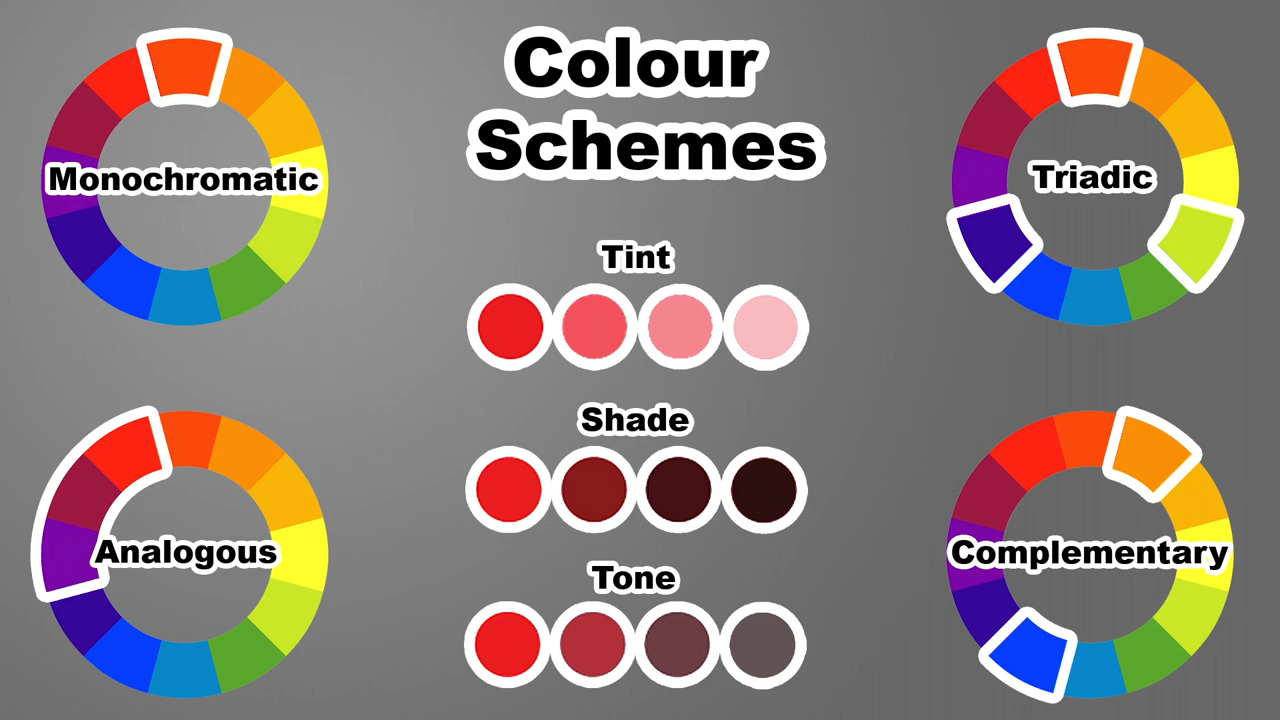 Colour
Schemes
Monochromatic
Triadic
Tint
Shade
Analogous
Complementary
Tone